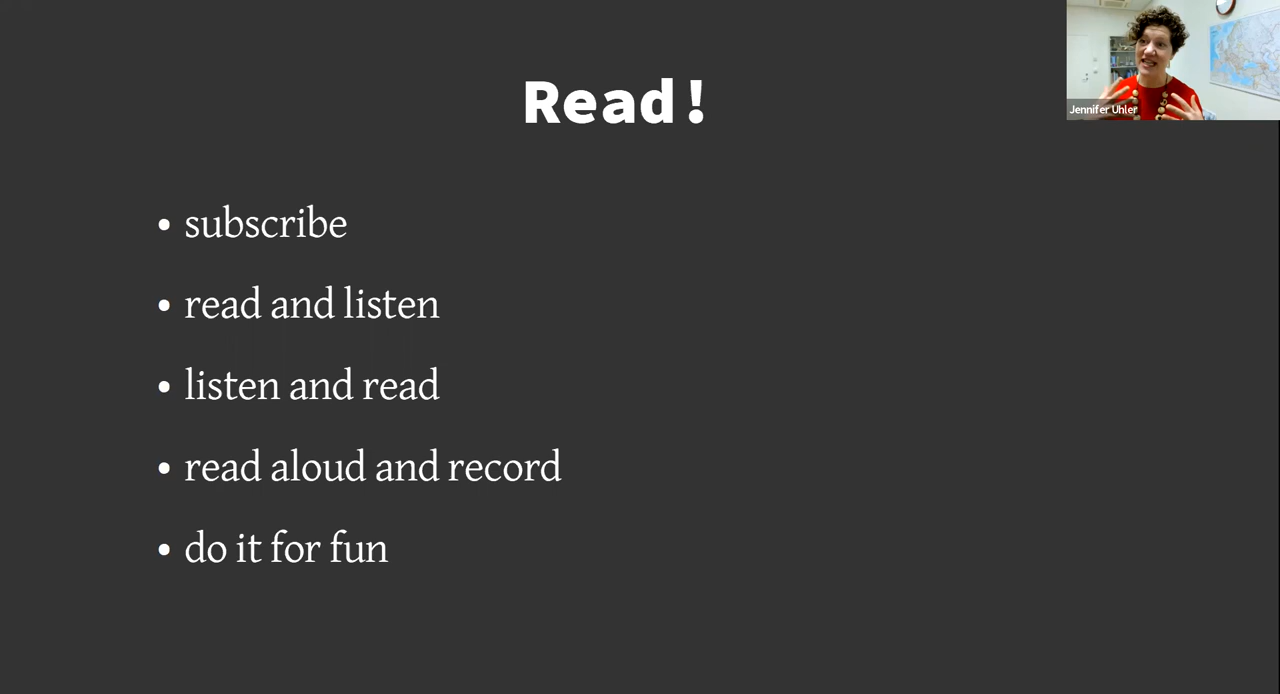 Read!
Jennifer Uhler
• subscribe
• read and listen
• listen and read
• read aloud and record
• do it for fun